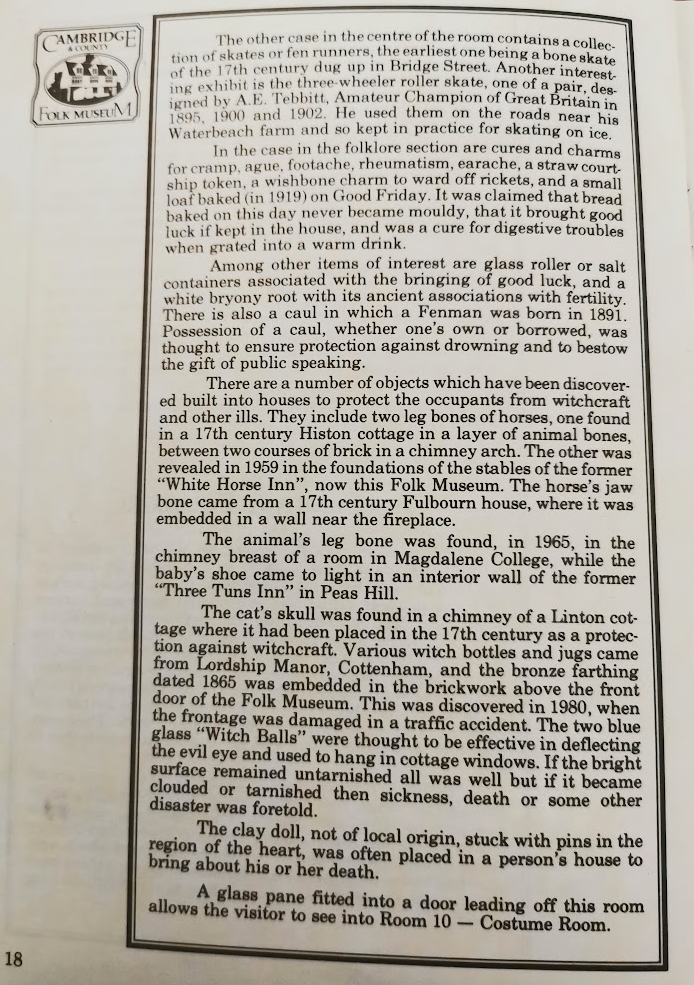 CAMBRIDGE
& COUNTY
FOLK MUSEUM
The other case in the centre of the room contains a collec-
tion of skates or fen runners, the earliest one being a bone skate
of the 17th century dug up in Bridge Street. Another interest-
ing exhibit is the three-wheeler roller skate, one of a pair, des-
igned by A.E. Tebbitt, Amateur Champion of Great Britain in
1895, 1900 and 1902. He used them on the roads near his
Waterbeach farm and so kept in practice for skating on ice.
In the case in the folklore section are cures and charms
for cramp, ague, footache, rheumatism, earache, a straw court-
ship token, a wishbone charm to ward off rickets, and a small
loaf baked (in 1919) on Good Friday. It was claimed that bread
baked on this day never became mouldy, that it brought good
luck if kept in the house, and was a cure for digestive troubles
when grated into a warm drink.
Among other items of interest are glass roller or salt
containers associated with the bringing of good luck, and a
white bryony root with its ancient associations with fertility.
There is also a caul in which a Fenman was born in 1891.
Possession of a caul, whether one's own or borrowed, was
thought to ensure protection against drowning and to bestow
the gift of public speaking.
There are a number of objects which have been discover-
ed built into houses to protect the occupants from witchcraft
and other ills. They include two leg bones of horses, one found
in a 17th century Histon cottage in a layer of animal bones,
between two courses of brick in a chimney arch. The other was
revealed in 1959 in the foundations of the stables of the former
“White Horse Inn”, now this Folk Museum. The horse's jaw
bone came from a 17th century Fulbourn house, where it was
embedded in a wall near the fireplace.
The animal's leg bone was found, in 1965, in the
chimney breast of a room in Magdalene College, while the
baby's shoe came to light in an interior wall of the former
“Three Tuns Inn” in Peas Hill.
The cat's skull was found in a chimney of a Linton cot-
tage where it had been placed in the 17th century as a protec-
tion against witchcraft. Various witch bottles and jugs came
from Lordship Manor, Cottenham, and the bronze farthing
dated 1865 was embedded in the brickwork above the front
door of the Folk Museum. This was discovered in 1980, when
the frontage was damaged in a traffic accident. The two blue
glass “Witch Balls” were thought to be effective in deflecting
the evil eye and used to hang in cottage windows. If the bright
surface remained untarnished all was well but if it became
clouded or tarnished then sickness, death or some other
disaster was foretold.
The clay doll, not of local origin, stuck with pins in the
region of the heart, was often placed in a person's house to
bring about his or her death.
A glass pane fitted into a door leading off this room
allows the visitor to see into Room 10 — Costume Room.
18